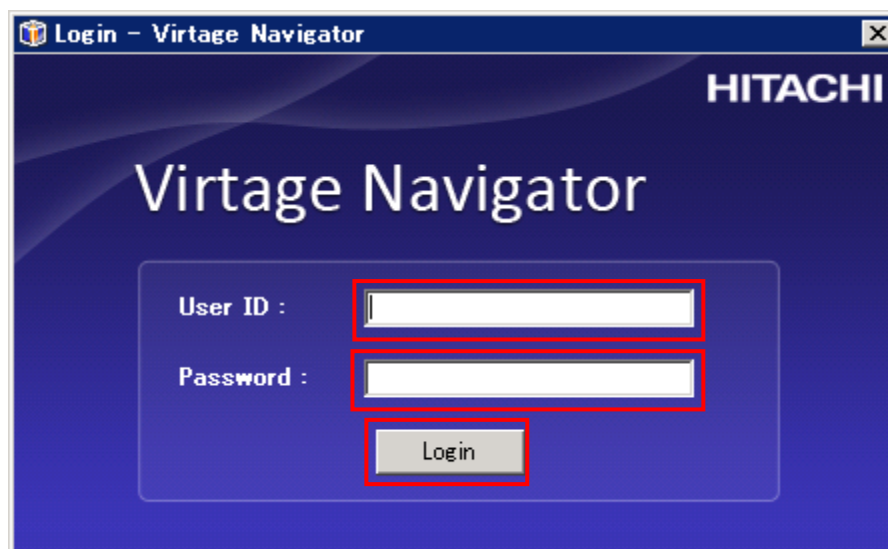 Login - Virtage Navigator
HITACHI
Virtage Navigator
User ID :
Password :
Login